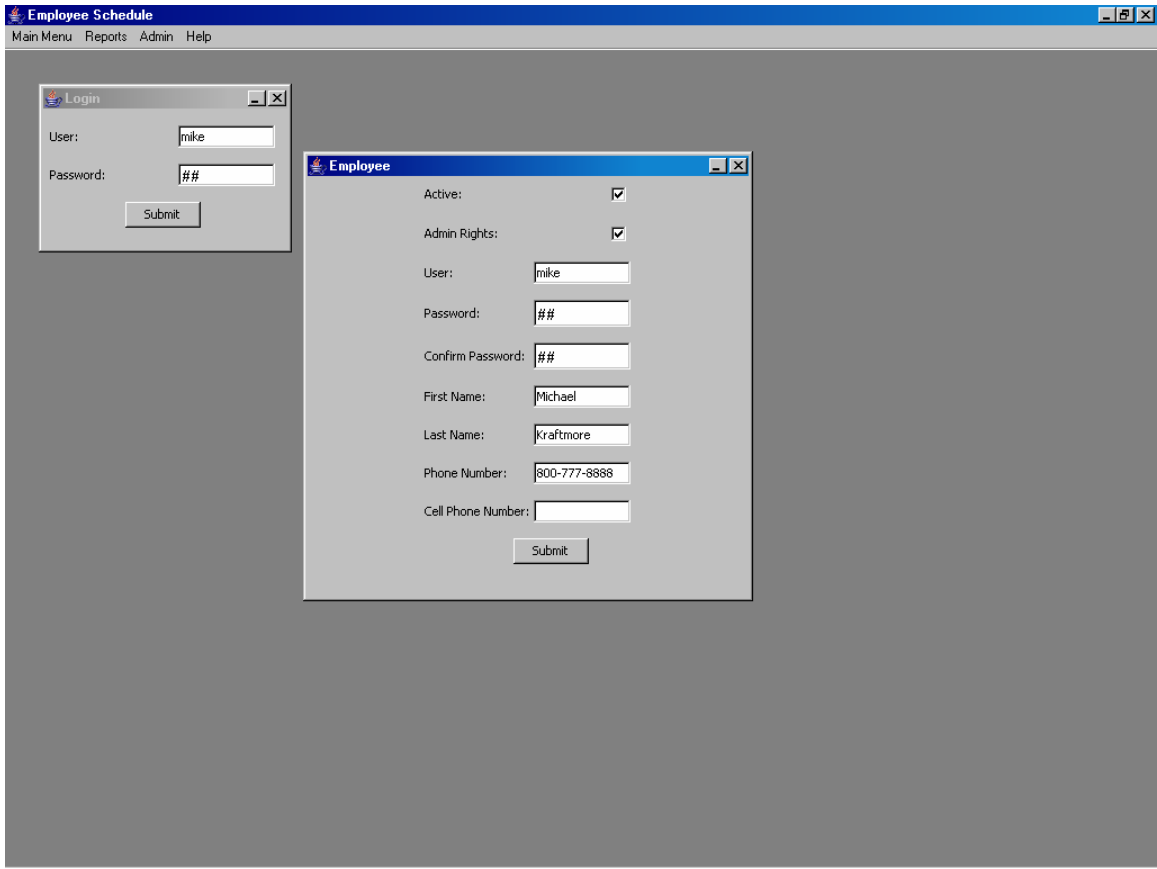 Employee Schedule
Main Menu Reports Admin Help
Login
User: mike
Password: ##
Submit
Employee
Active:
Admin Rights:
User: mike
Password: ##
Confirm Password: ##
First Name: Michael
Last Name: Kraftmore
Phone Number: 800-777-8888
Cell Phone Number:
Submit